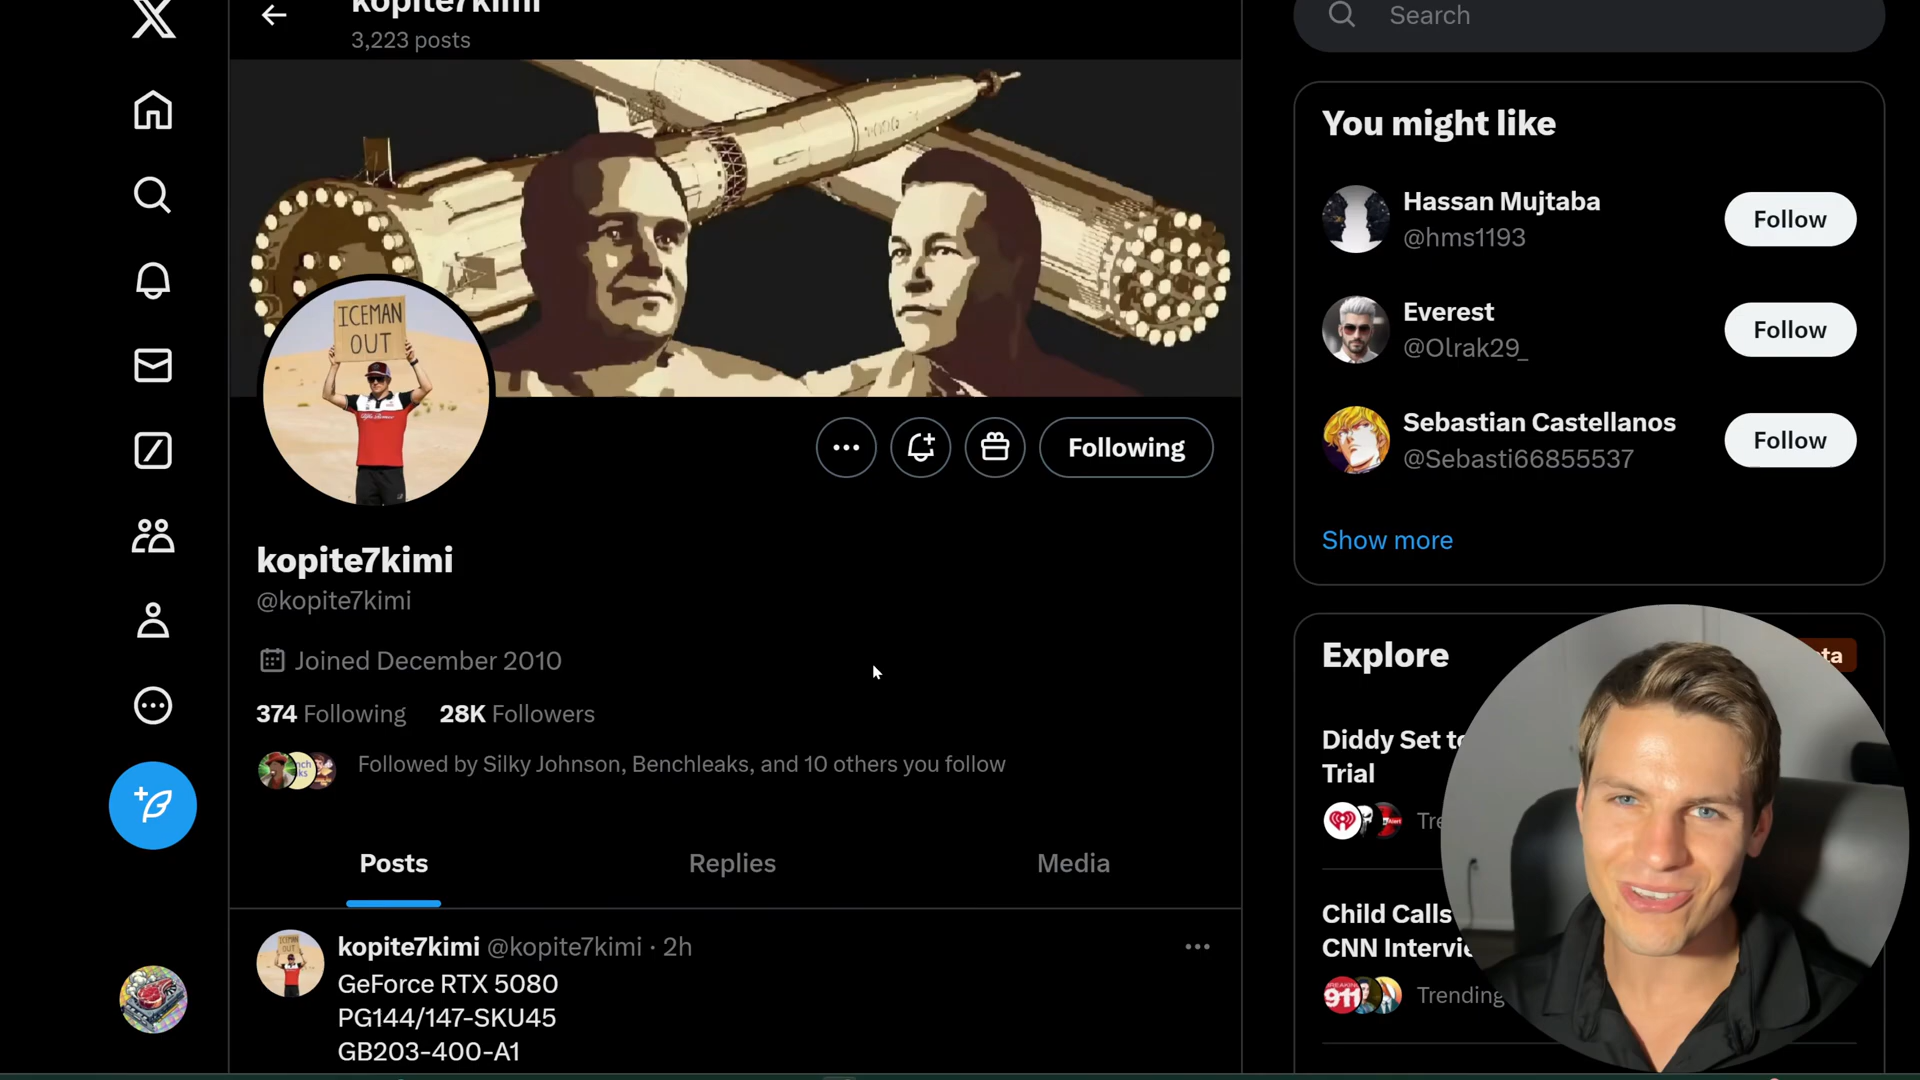 kopite7kimi
3,223 posts
Search
ICEMAN
OUT
Following
kopite7kimi
@kopite7kimi
Joined December 2010
374 Following 28K Followers
Followed by Silky Johnson, Benchleaks, and 10 others you follow
Posts Replies Media
kopite7kimi @kopite7kimi · 2h
GeForce RTX 5080
PG144/147-SKU45
GB203-400-A1
You might like
Hassan Mujtaba
@hms1193
Follow
Everest
@Olrak29_
Follow
Sebastian Castellanos
@Sebasti66855537
Follow
Show more
Explore
Diddy Set
Trial
Child Calls
CNN
Trending
911